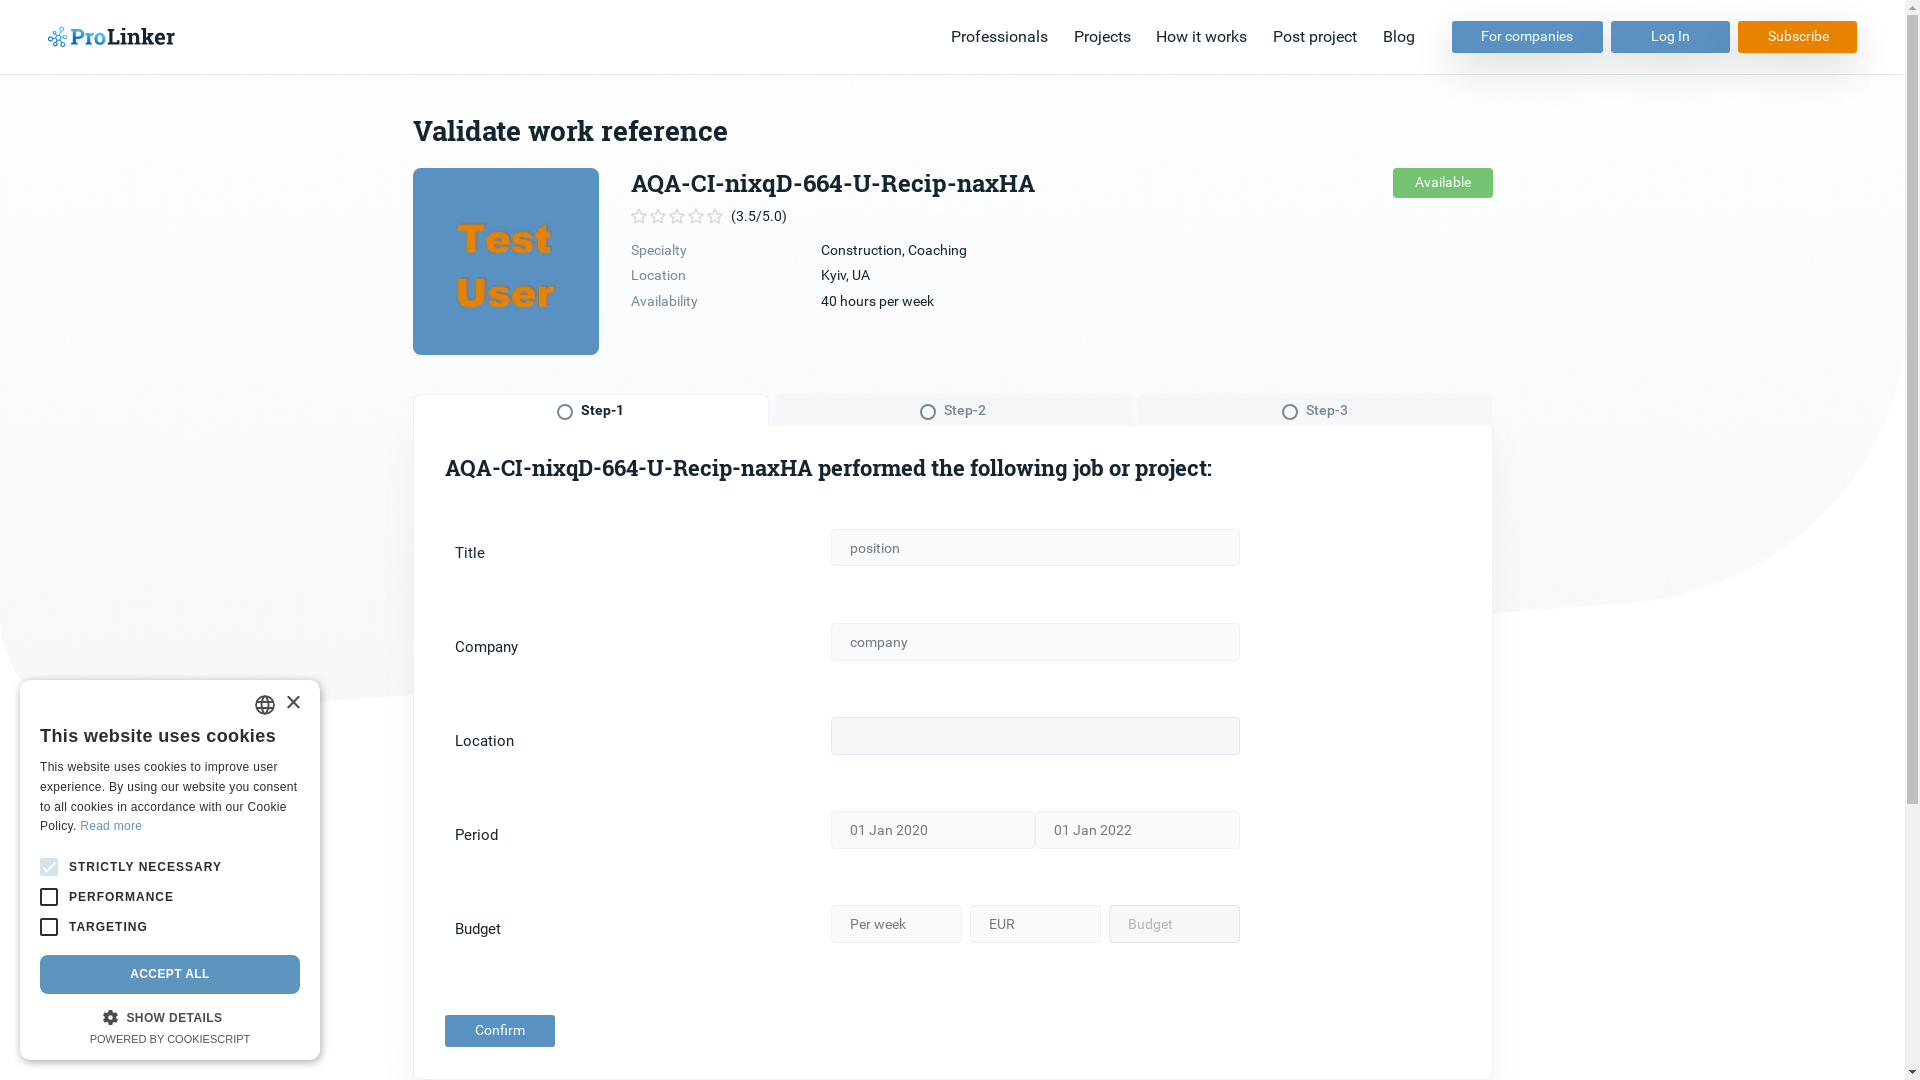 ProLinker
Professionals
Projects
How it works
Post project
Blog
For companies
Log In
Subscribe
Validate work reference
Test
User
AQA-CI-nixqD-664-U-Recip-naxHA
(3.5/5.0)
Available
Specialty
Construction, Coaching
Location
Kyiv, UA
Availability
40 hours per week
Step-1
Step-2
Step-3
AQA-CI-nixqD-664-U-Recip-naxHA performed the following job or project:
Title
position
Company
company
Location
Period
01 Jan 2020
01 Jan 2022
Budget
Per week
EUR
Budget
Confirm
×
This website uses cookies
This website uses cookies to improve user
experience. By using our website you consent
to all cookies in accordance with our Cookie
Policy. Read more
STRICTLY NECESSARY
PERFORMANCE
TARGETING
ACCEPT ALL
SHOW DETAILS
POWERED BY COOKIESCRIPT